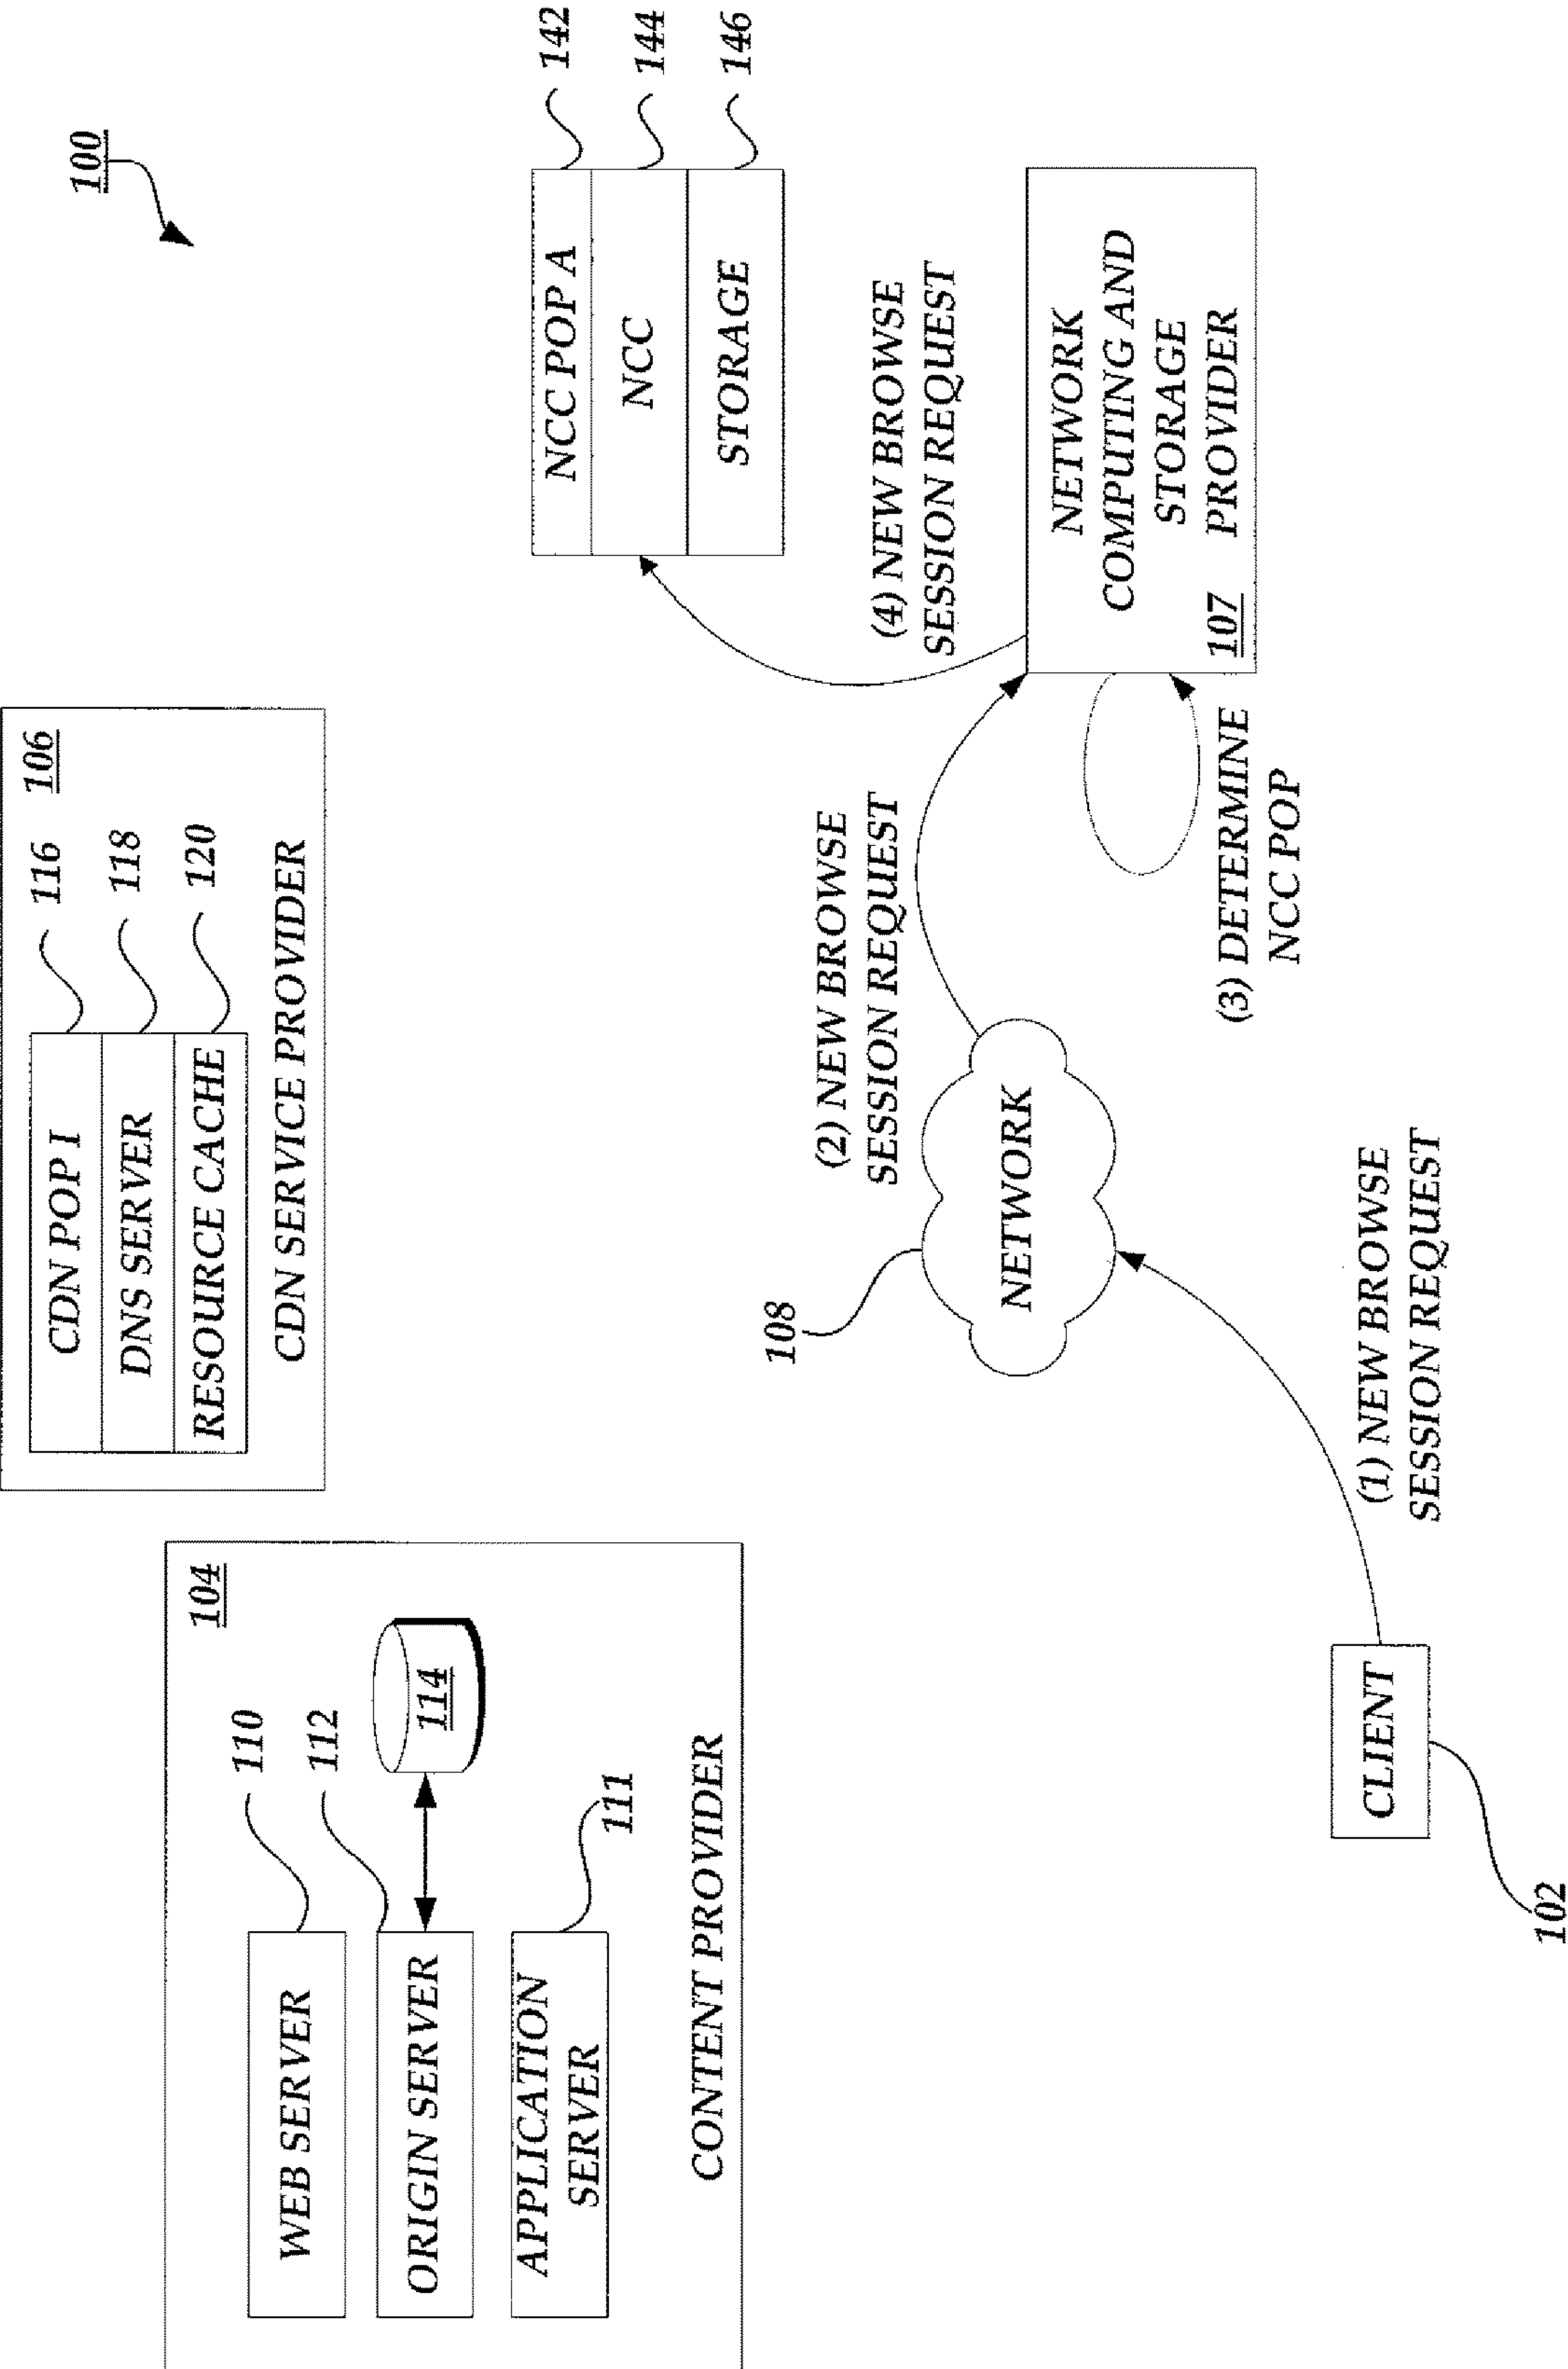 100
104
WEB SERVER
110
ORIGIN SERVER
112
114
APPLICATION
SERVER
111
CONTENT PROVIDER
106
CDN POP I
116
DNS SERVER
118
RESOURCE CACHE
120
CDN SERVICE PROVIDER
NCC POP A
142
NCC
144
STORAGE
146
108
NETWORK
(2) NEW BROWSE
SESSION REQUEST
(4) NEW BROWSE
SESSION REQUEST
NETWORK
COMPUTING AND
STORAGE
PROVIDER
107
(3) DETERMINE
NCC POP
CLIENT
102
(1) NEW BROWSE
SESSION REQUEST